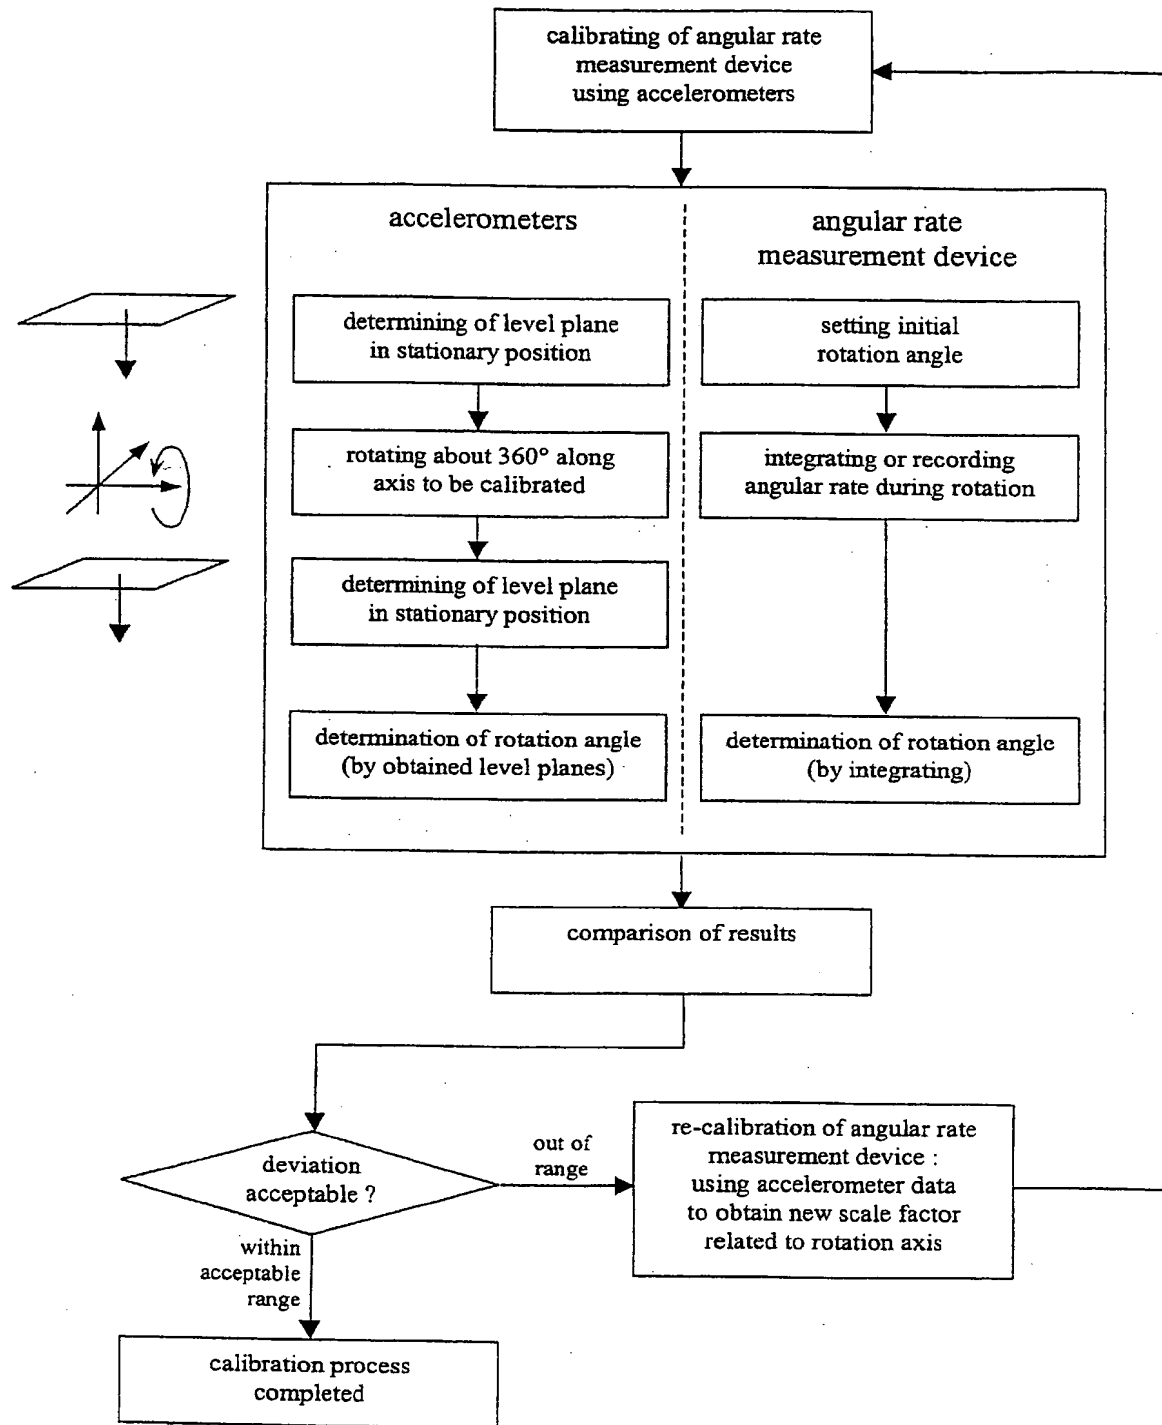 calibrating of angular rate
measurement device
using accelerometers
accelerometers
angular rate
measurement device
determining of level plane
in stationary position
setting initial
rotation angle
rotating about 360° along
axis to be calibrated
integrating or recording
angular rate during rotation
determining of level plane
in stationary position
determination of rotation angle
(by obtained level planes)
determination of rotation angle
(by integrating)
comparison of results
deviation
acceptable ?
out of
range
re-calibration of angular rate
measurement device :
using accelerometer data
to obtain new scale factor
related to rotation axis
within
acceptable
range
calibration process
completed